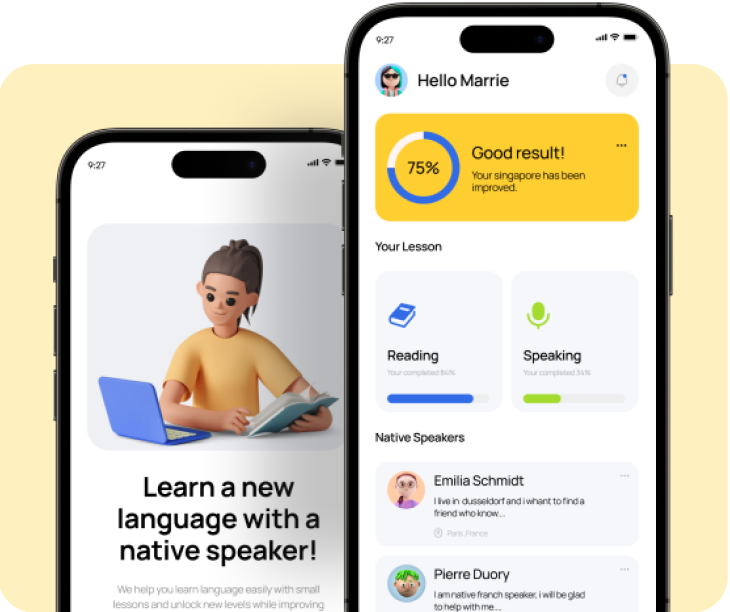 9:27
Learn a new
language with a
native speaker!
We help you learn language easily with small
lessons and unlock new levels while improving
9:27
Hello Marrie
75%
Good result!
Your singapore has been
improved.
Your Lesson
Reading
Your completed 84%
Speaking
Your completed 34%
Native Speakers
Emilia Schmidt
I live in dusseldorf and i whant to find a
friend who know...
Paris, France
Pierre Duory
I am native franch speaker, i will be glad
to help with me...